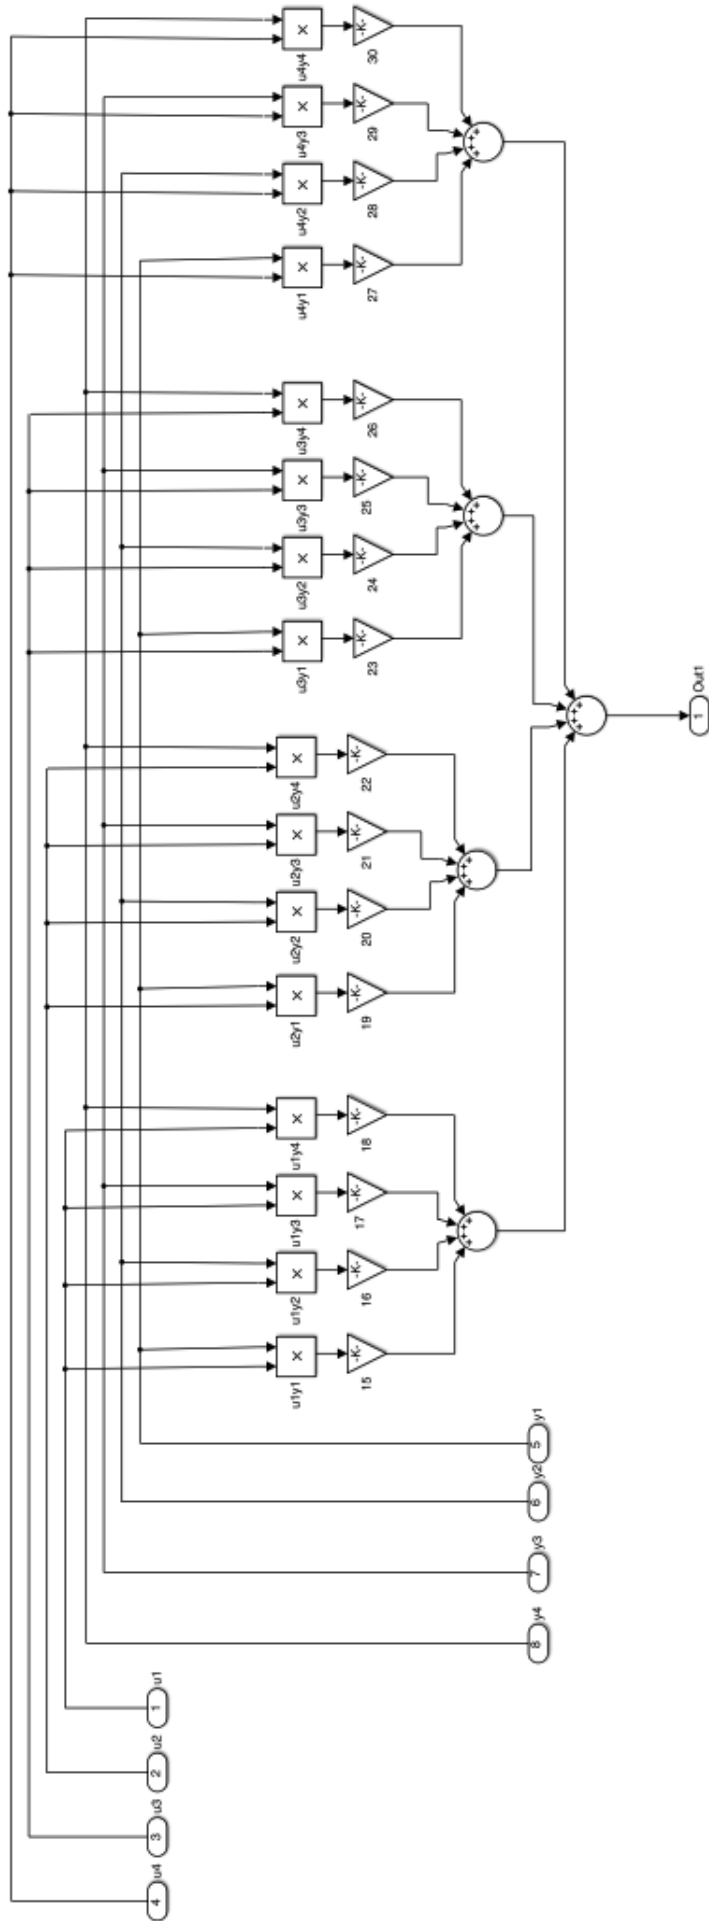 4 u4 3 u3 2 u2 1 u1
× × × × × × × × × × × × × × × ×
u1y1 u1y2 u1y3 u1y4 u2y1 u2y2 u2y3 u2y4 u3y1 u3y2 u3y3 u3y4 u4y1 u4y2 u4y3 u4y4
-K- -K- -K- -K- -K- -K- -K- -K- -K- -K- -K- -K- -K- -K- -K- -K-
15 16 17 18 19 20 21 22 23 24 25 26 27 28 29 30
+ + + + + + + + + + + + + + + +
8 y4 7 y3 6 y2 5 y1
+ + + +
1 Out1